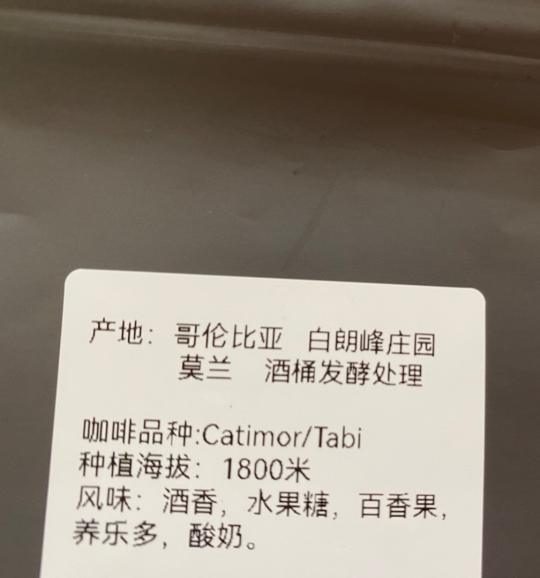 产地：哥伦比亚 白朗峰庄园
莫兰 酒桶发酵处理
咖啡品种:Catimor/Tabi
种植海拔：1800米
风味：酒香，水果糖，百香果，
养乐多，酸奶。